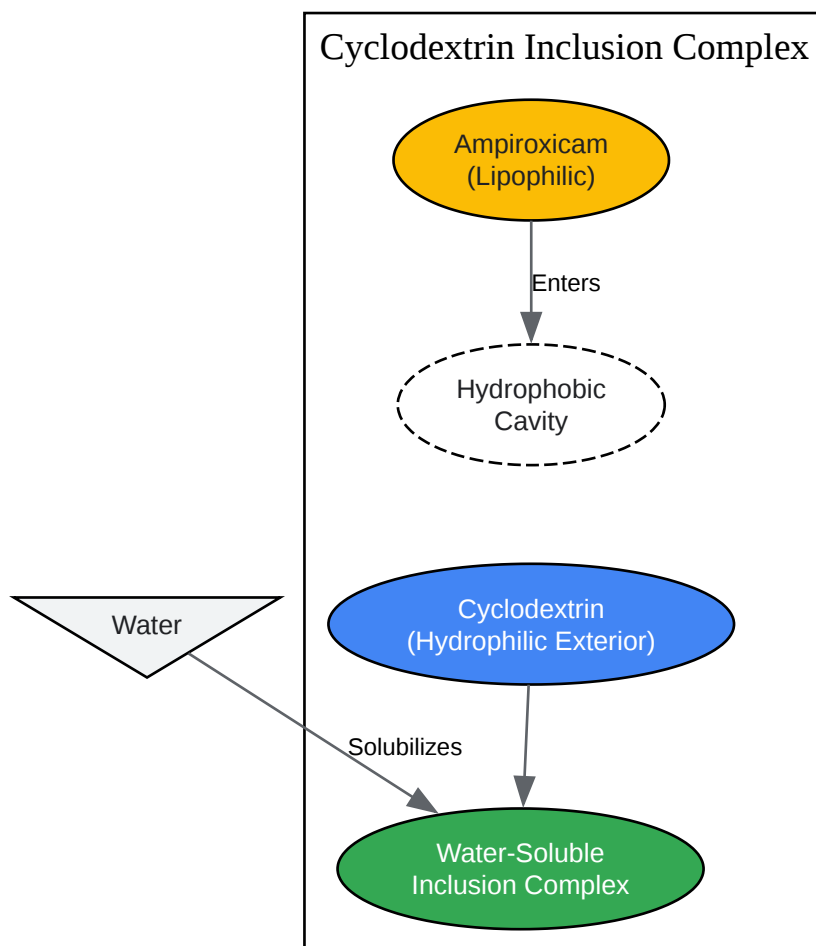 Cyclodextrin Inclusion Complex
Ampiroxicam
(Lipophilic)
Enters
Hydrophobic
Cavity
Water
Cyclodextrin
(Hydrophilic Exterior)
Solubilizes
Water-Soluble
Inclusion Complex